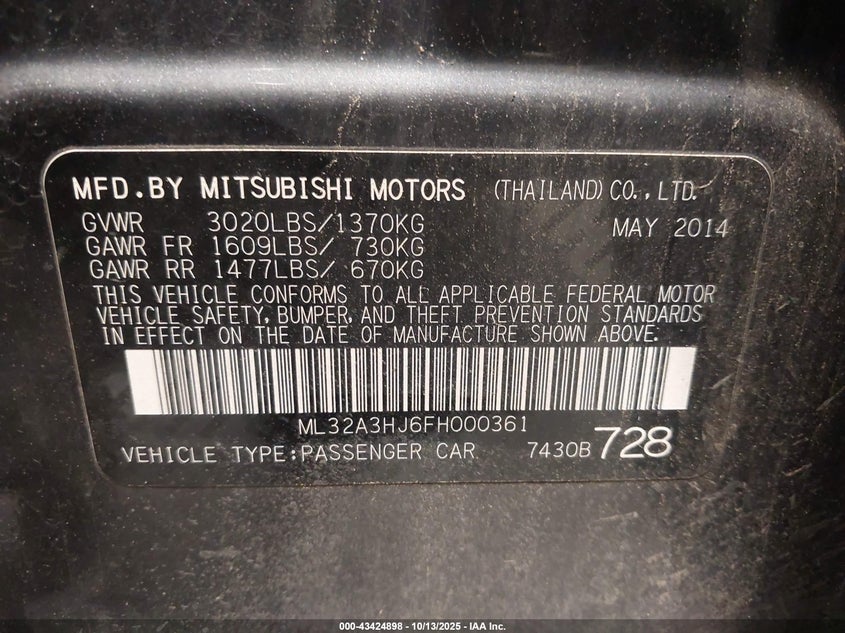 MFD.BY MITSUBISHI MOTORS (THAILAND) CO., LTD.
GVWR 3020LBS/1370KG MAY 2014
GAWR FR 1609LBS/ 730KG
GAWR RR 1477LBS/ 670KG
THIS VEHICLE CONFORMS TO ALL APPLICABLE FEDERAL MOTOR
VEHICLE SAFETY, BUMPER, AND THEFT PREVENTION STANDARDS
IN EFFECT ON THE DATE OF MANUFACTURE SHOWN ABOVE.
ML32A3HJ6FH000361
VEHICLE TYPE:PASSENGER CAR 7430B 728
000-43424898 - 10/13/2025 - IAA Inc.